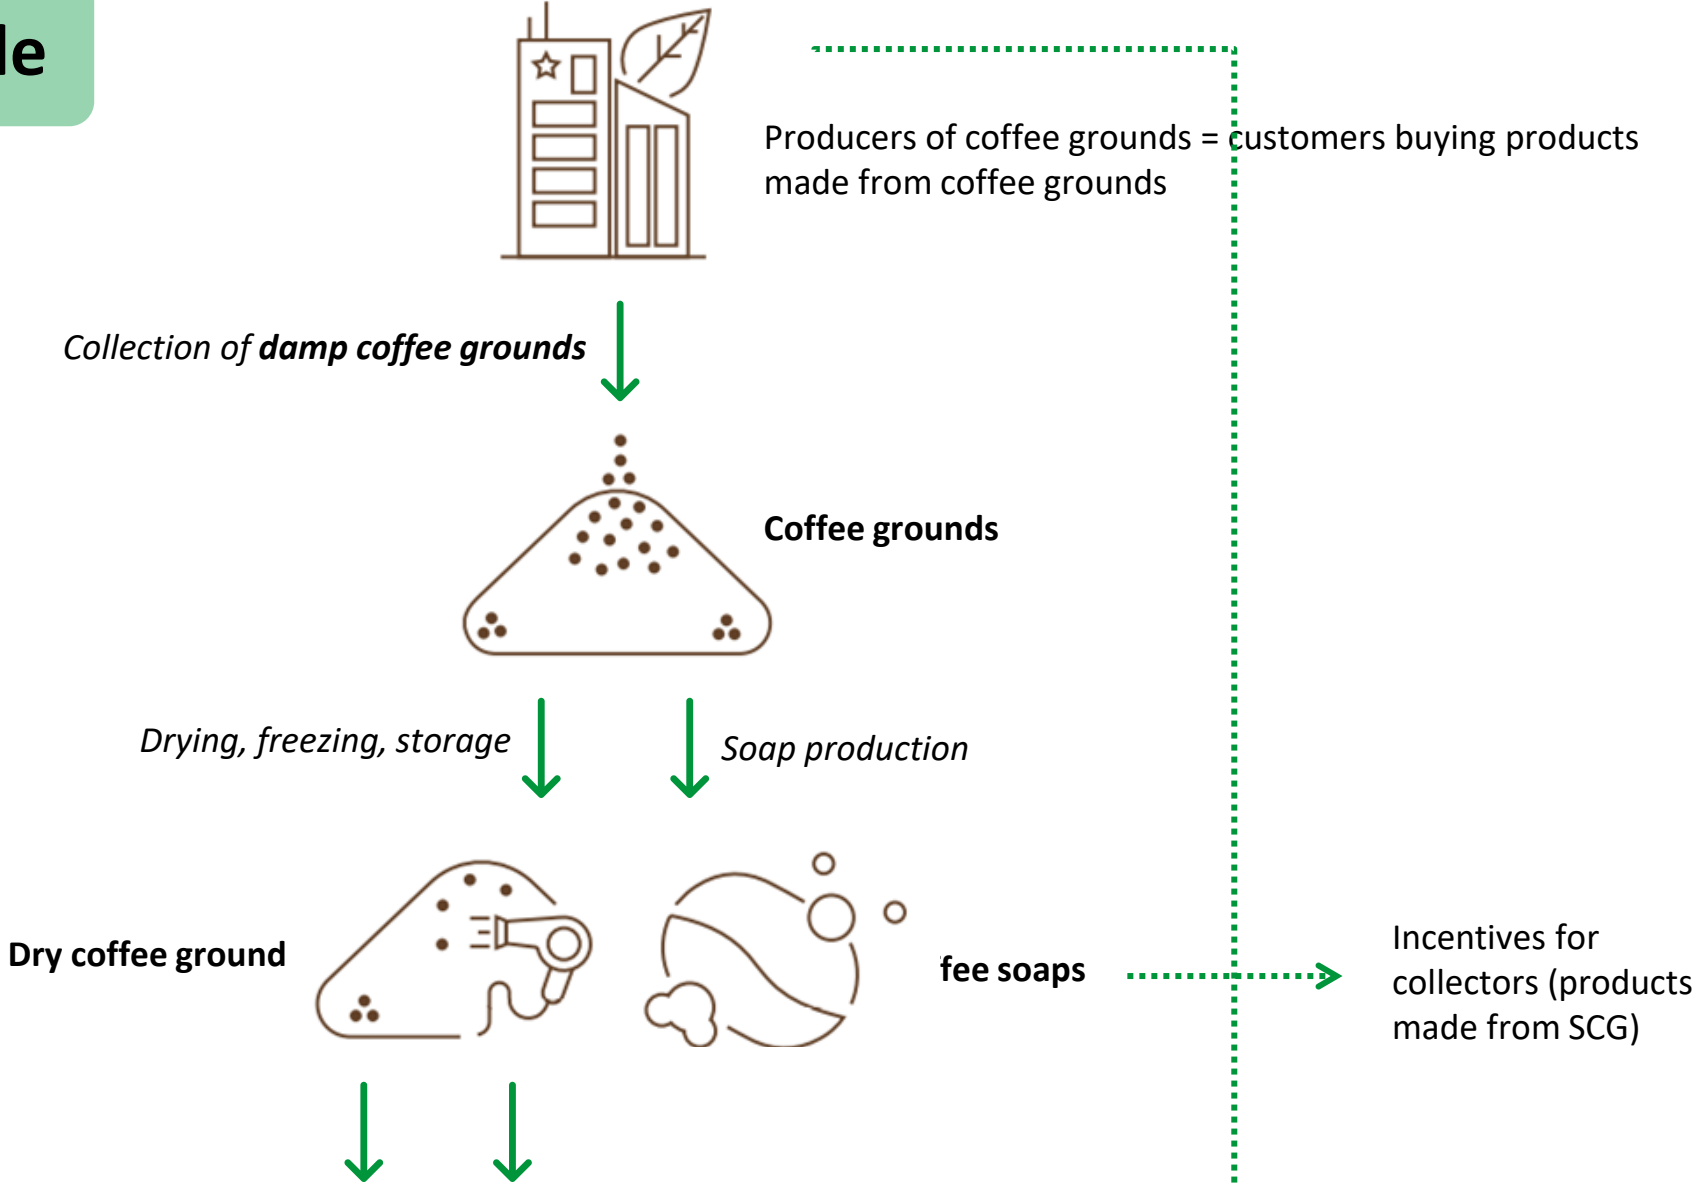 le
Producers of coffee grounds = customers buying products
made from coffee grounds
Collection of damp coffee grounds
Coffee grounds
Drying, freezing, storage
Soap production
Dry coffee ground
fee soaps
Incentives for
collectors (products
made from SCG)